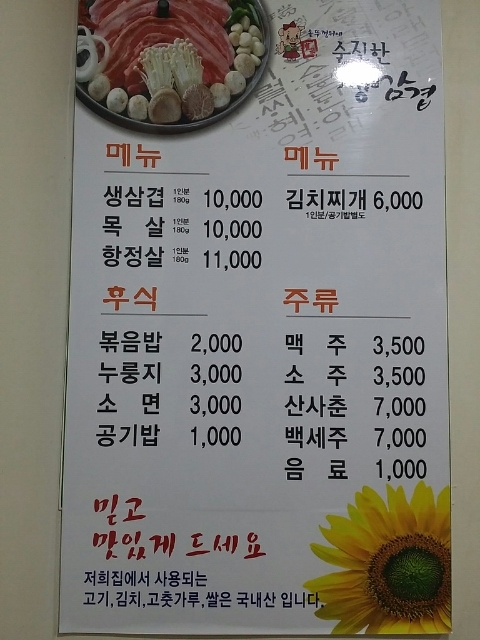 수진한
생삼겹
메뉴
생삼겹 1인분 180g 10,000
목 살 1인분 180g 10,000
항정살 1인분 180g 11,000
메뉴
김치찌개 6,000
1인분/공기밥별도
후식
볶음밥 2,000
누룽지 3,000
소 면 3,000
공기밥 1,000
주류
맥 주 3,500
소 주 3,500
산사춘 7,000
백세주 7,000
음 료 1,000
믿고
맛있게 드세요
저희집에서 사용되는
고기,김치,고춧가루,쌀은 국내산 입니다.